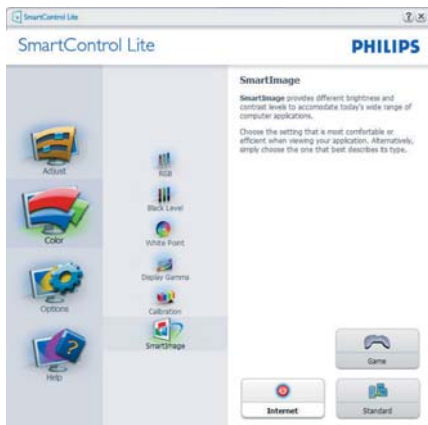 SmartControl Lite
SmartControl Lite
PHILIPS
Adjust
Color
Options
Help
RGB
Black Level
White Point
Display Gamma
Calibration
SmartImage
SmartImage
SmartImage provides different brightness and
contrast levels to accomodate today's wide range of
computer applications.
Choose the setting that is most comfortable or
efficient when viewing your application. Alternatively,
simply choose the one that best describes its type.
Game
Internet
Standard